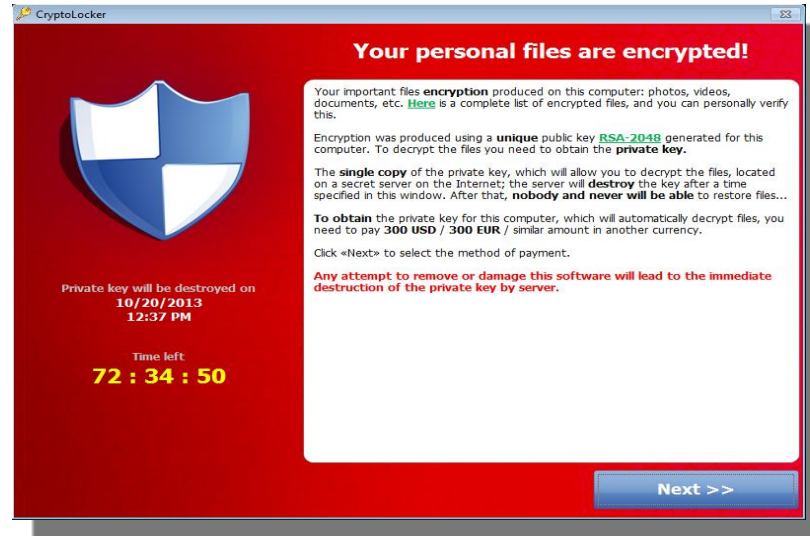 CryptoLocker
Your personal files are encrypted!
Your important files encryption produced on this computer: photos, videos,
documents, etc. Here is a complete list of encrypted files, and you can personally verify
this.
Encryption was produced using a unique public key RSA-2048 generated for this
computer. To decrypt the files you need to obtain the private key.
The single copy of the private key, which will allow you to decrypt the files, located
on a secret server on the Internet; the server will destroy the key after a time
specified in this window. After that, nobody and never will be able to restore files...
To obtain the private key for this computer, which will automatically decrypt files, you
need to pay 300 USD / 300 EUR / similar amount in another currency.
Click «Next» to select the method of payment.
Any attempt to remove or damage this software will lead to the immediate
destruction of the private key by server.
Private key will be destroyed on
10/20/2013
12:37 PM
Time left
72 : 34 : 50
Next >>